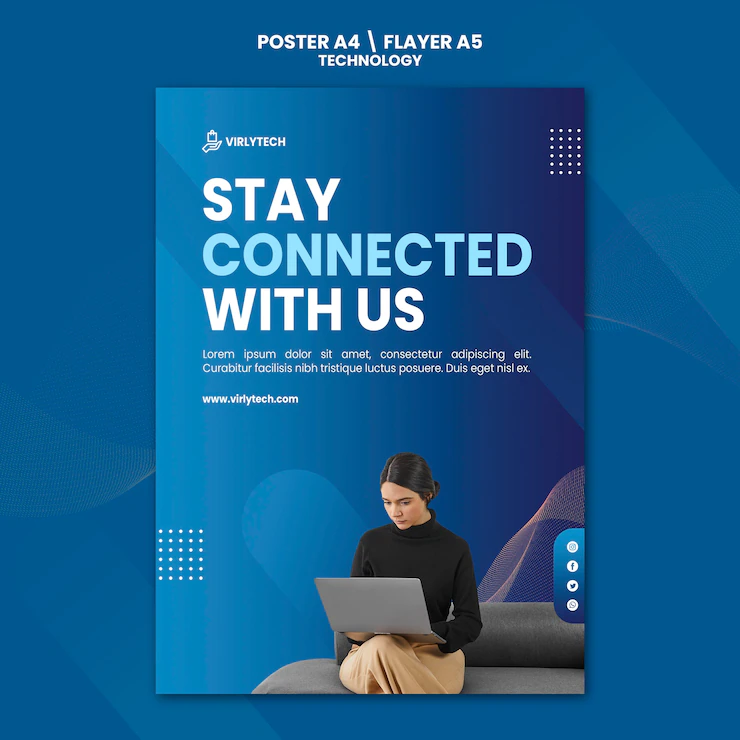 POSTER A4 \ FLAYER A5
TECHNOLOGY
VIRLYTECH
STAY
CONNECTED
WITH US
Lorem ipsum dolor sit amet, consectetur adipiscing elit.
Curabitur facilisis nibh tristique luctus posuere. Duis eget nisl ex.
www.virlytech.com